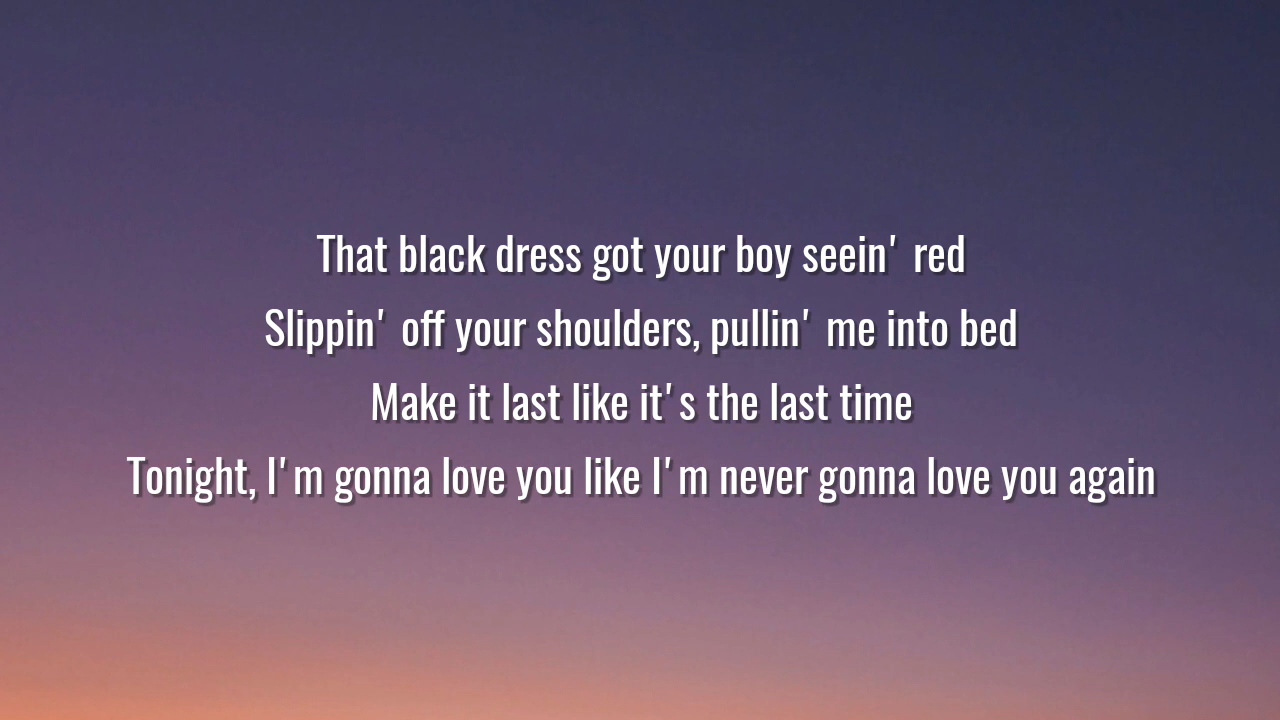 That black dress got your boy seein' red
Slippin' off your shoulders, pullin' me into bed
Make it last like it's the last time
Tonight, I'm gonna love you like I'm never gonna love you again